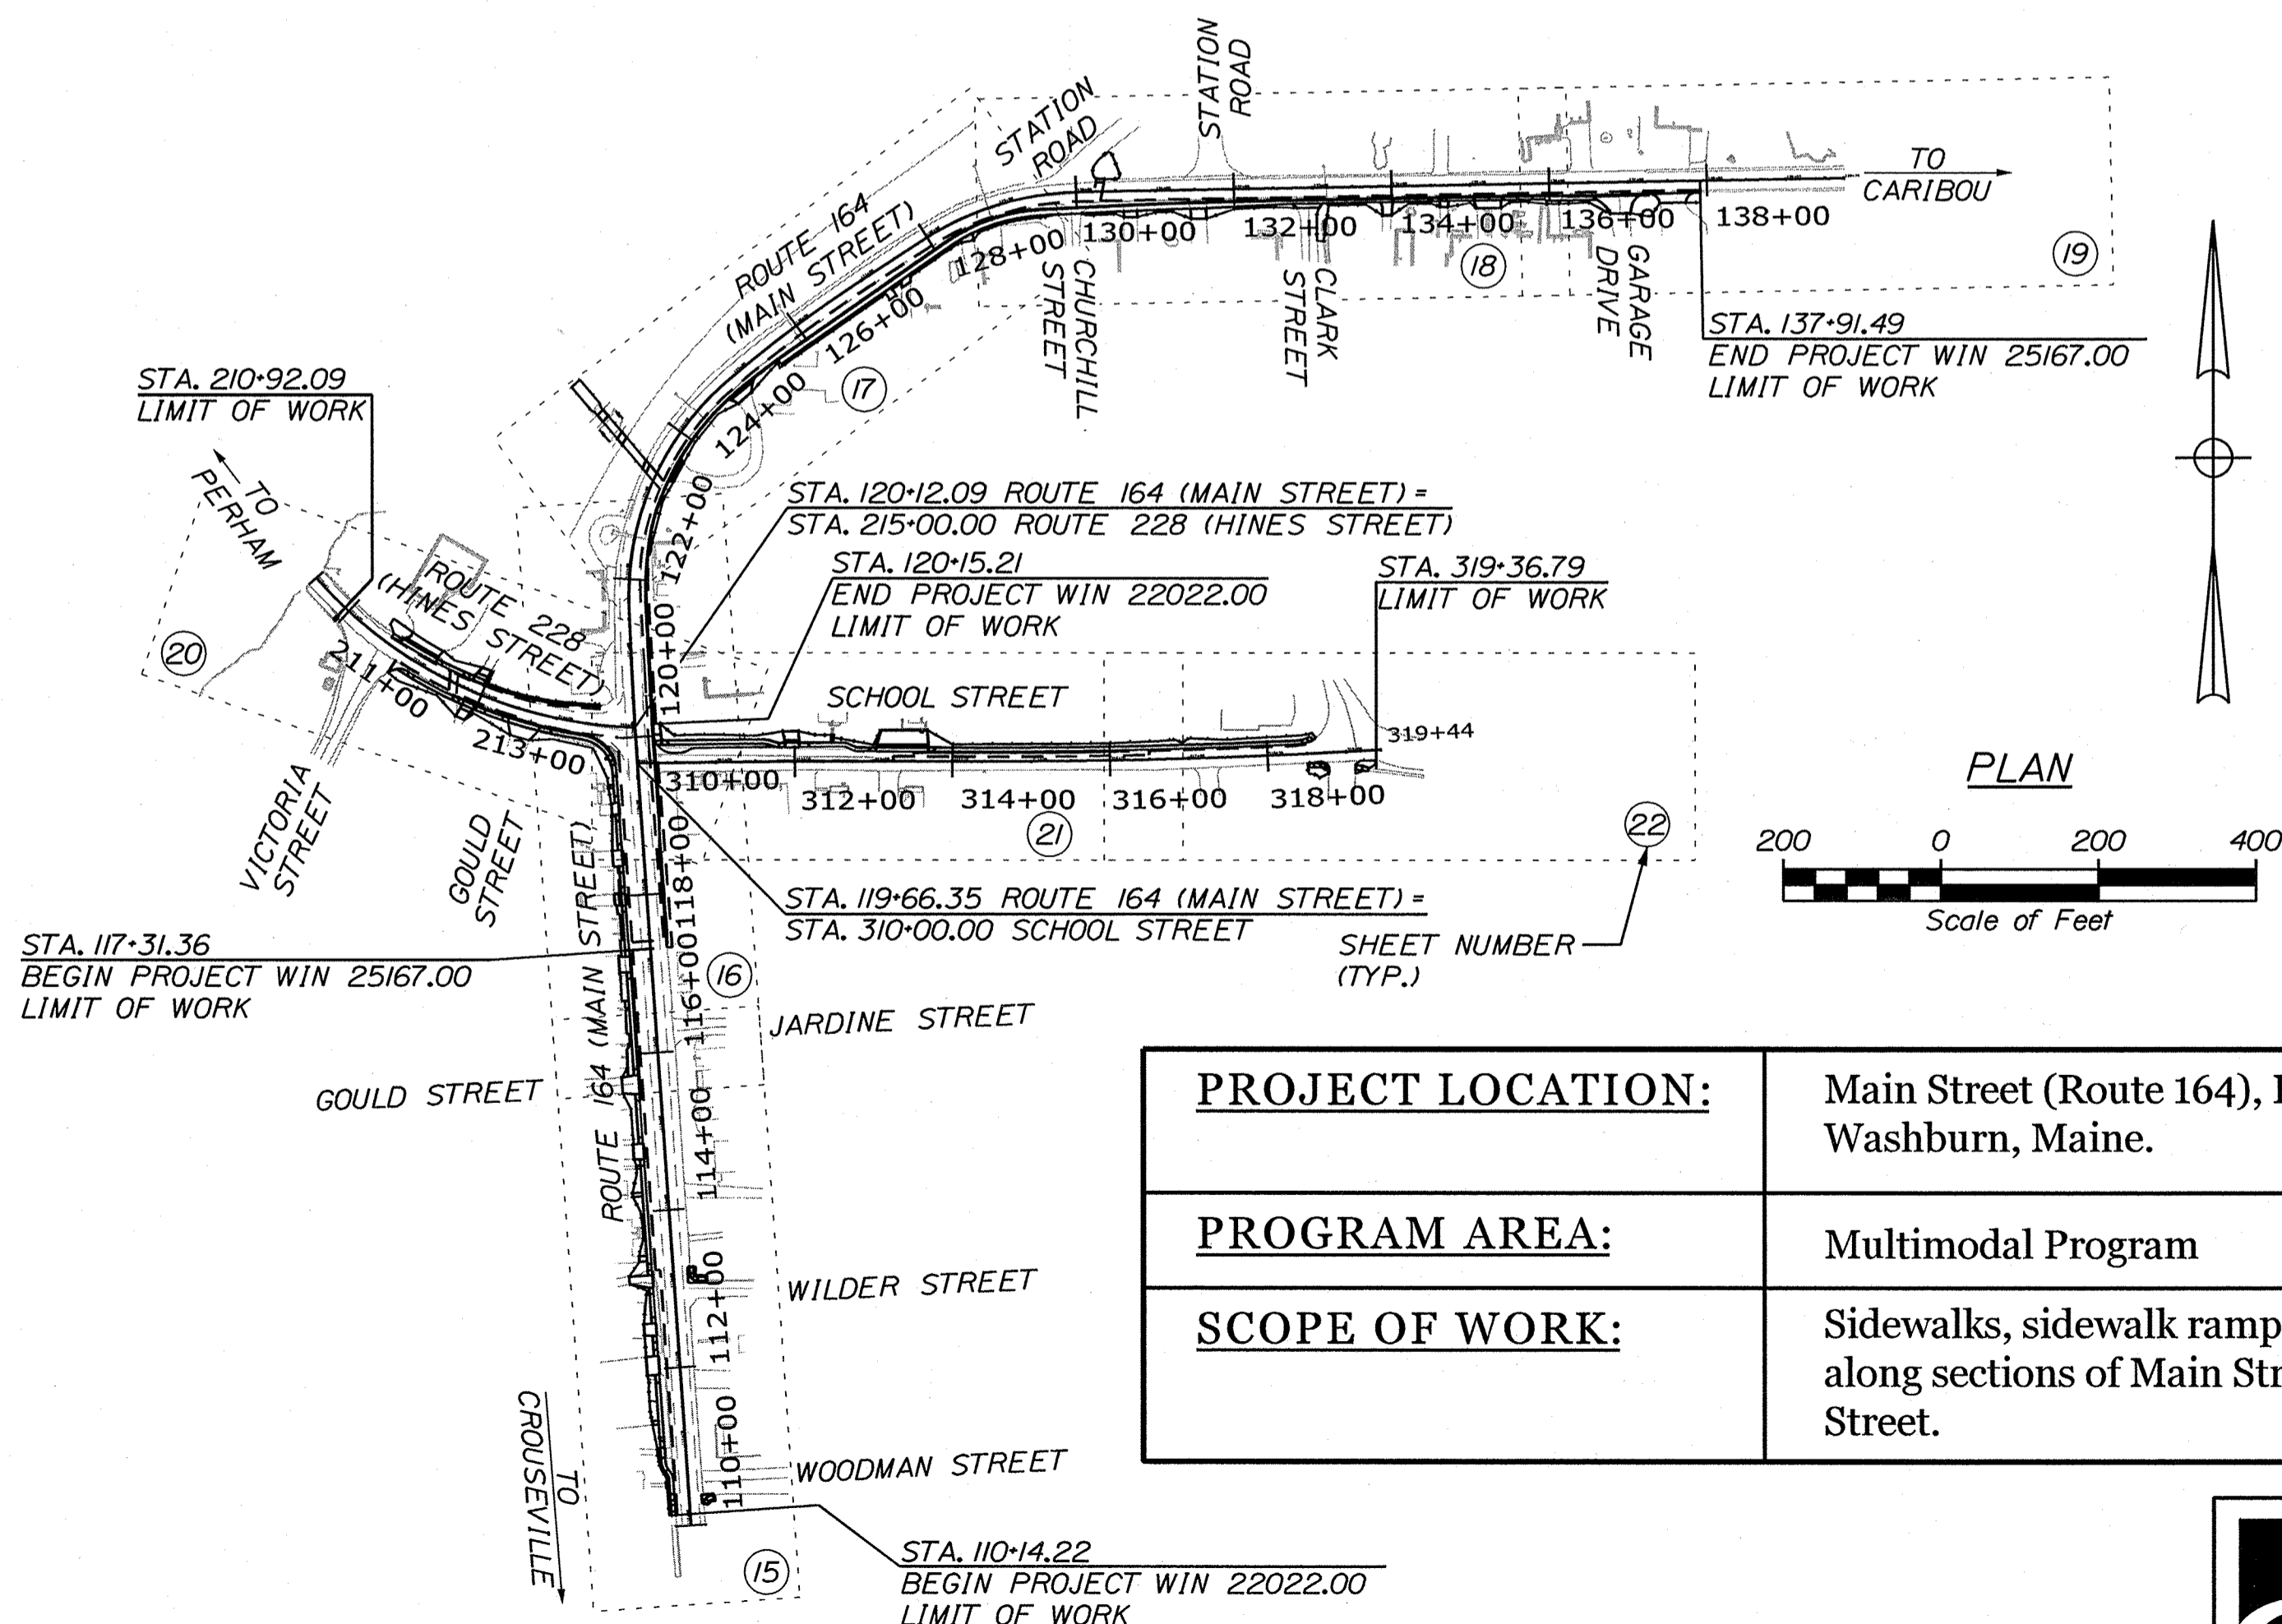 STATION
ROAD
STATION
ROAD
TO
CARIBOU
ROUTE 164
(MAIN STREET)
128+00
130+00
132+00
134+00
136+00
138+00
CHURCHILL
STREET
CLARK
STREET
GARAGE
DRIVE
18
19
STA. 137+91.49
END PROJECT WIN 25167.00
LIMIT OF WORK
126+00
17
124+00
STA. 210+92.09
LIMIT OF WORK
TO
PERHAM
122+00
STA. 120+12.09 ROUTE 164 (MAIN STREET) =
STA. 215+00.00 ROUTE 228 (HINES STREET)
STA. 120+15.21
END PROJECT WIN 22022.00
LIMIT OF WORK
STA. 319+36.79
LIMIT OF WORK
ROUTE 228
(HINES STREET)
20
211+00
213+00
120+00
SCHOOL STREET
319+44
310+00
312+00
314+00
316+00
318+00
21
22
VICTORIA
STREET
GOULD
STREET
PLAN
200 0 200 400
Scale of Feet
118+00
STA. 119+66.35 ROUTE 164 (MAIN STREET) =
STA. 310+00.00 SCHOOL STREET
SHEET NUMBER
(TYP.)
STA. 117+31.36
BEGIN PROJECT WIN 25167.00
LIMIT OF WORK
ROUTE 164 (MAIN STREET)
116+00
16
JARDINE STREET
GOULD STREET
114+00
WILDER STREET
112+00
WOODMAN STREET
110+00
TO
CROUSEVILLE
15
STA. 110+14.22
BEGIN PROJECT WIN 22022.00
LIMIT OF WORK
PROJECT LOCATION:
Main Street (Route 164),
Washburn, Maine.
PROGRAM AREA:
Multimodal Program
SCOPE OF WORK:
Sidewalks, sidewalk ramp
along sections of Main Str
Street.